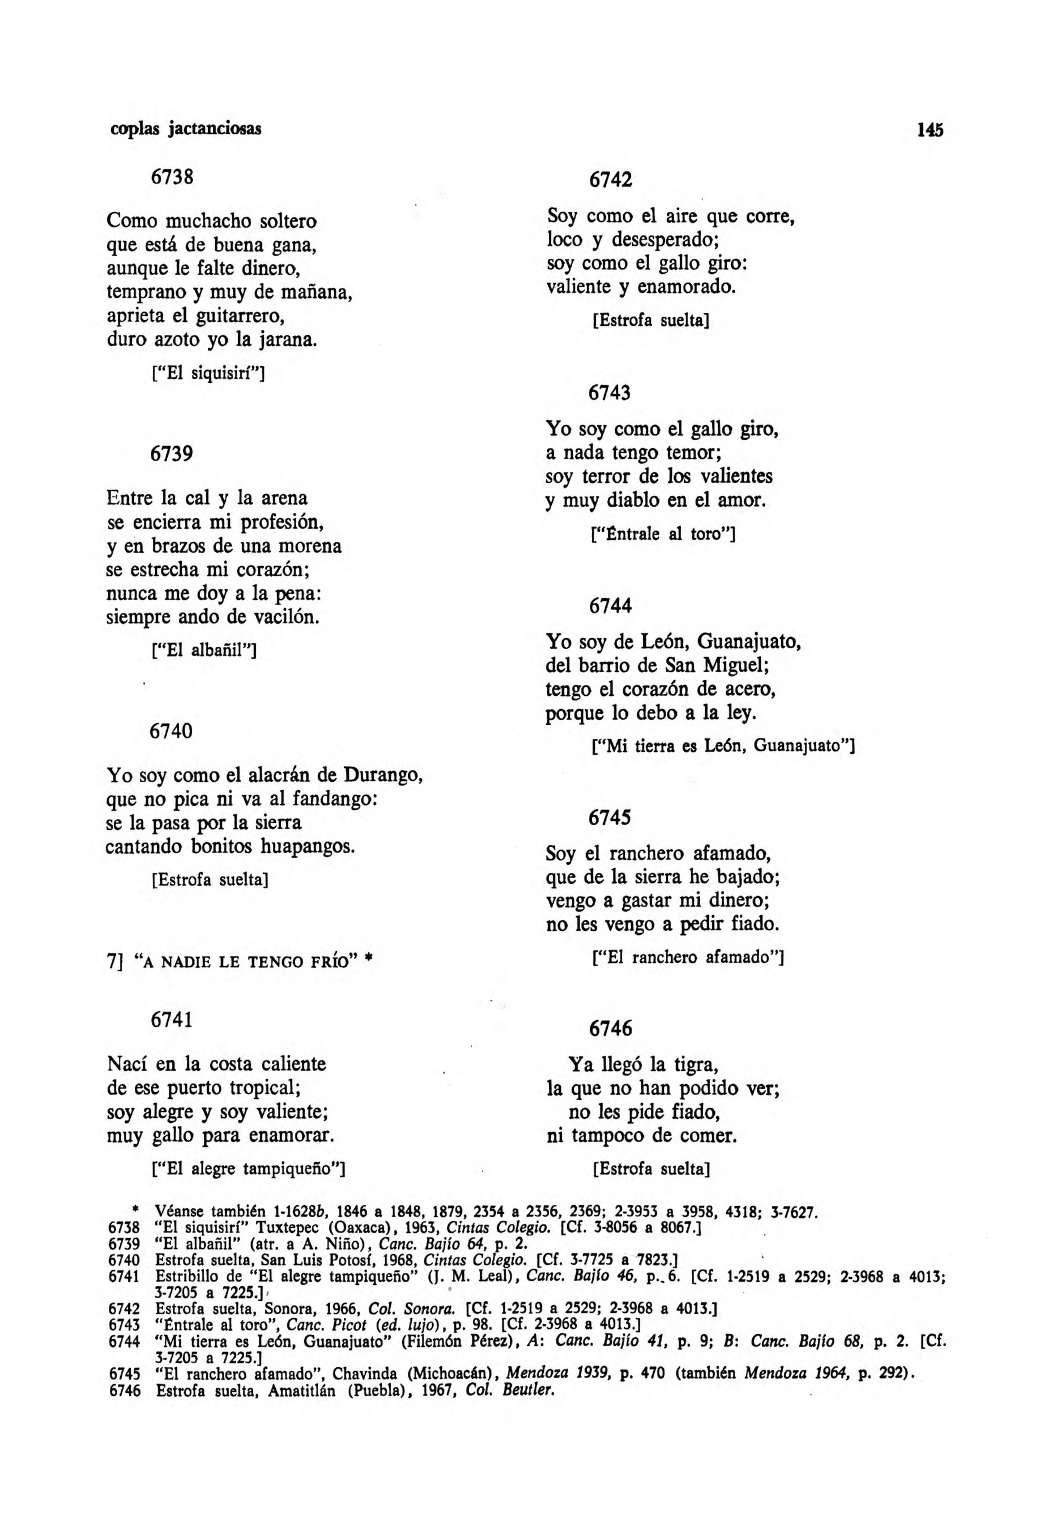 coplas jactanciosas
145
6738
Como muchacho soltero
que está de buena gana,
aunque le falte dinero,
temprano y muy de mañana,
aprieta el guitarrero,
duro azoto yo la jarana.
["El siquisirí"]
6739
Entre la cal y la arena
se encierra mi profesión,
y en brazos de una morena
se estrecha mi corazón;
nunca me doy a la pena:
siempre ando de vacilón.
["El albañil"]
6740
Yo soy como el alacrán de Durango,
que no pica ni va al fandango:
se la pasa por la sierra
cantando bonitos huapangos.
[Estrofa suelta]
7] "A NADIE LE TENGO FRÍO" *
6741
Nací en la costa caliente
de ese puerto tropical;
soy alegre y soy valiente;
muy gallo para enamorar.
["El alegre tampiqueño"]
6742
Soy como el aire que corre,
loco y desesperado;
soy como el gallo giro:
valiente y enamorado.
[Estrofa suelta]
6743
Yo soy como el gallo giro,
a nada tengo temor;
soy terror de los valientes
y muy diablo en el amor.
["Éntrale al toro"]
6744
Yo soy de León, Guanajuato,
del barrio de San Miguel;
tengo el corazón de acero,
porque lo debo a la ley.
["Mi tierra es León, Guanajuato"]
6745
Soy el ranchero afamado,
que de la sierra he bajado;
vengo a gastar mi dinero;
no les vengo a pedir fiado.
["El ranchero afamado"]
6746
Ya llegó la tigra,
la que no han podido ver;
no les pide fiado,
ni tampoco de comer.
[Estrofa suelta]
* Véanse también 1-1628b, 1846 a 1848, 1879, 2354 a 2356, 2369; 2-3953 a 3958, 4318; 3-7627.
6738 "El siquisirí" Tuxtepec (Oaxaca), 1963, Cintas Colegio. [Cf. 3-8056 a 8067.]
6739 "El albañil" (atr. a A. Niño), Canc. Bajío 64, p. 2.
6740 Estrofa suelta, San Luis Potosí, 1968, Cintas Colegio. [Cf. 3-7725 a 7823.]
6741 Estribillo de "El alegre tampiqueño" (J. M. Leal), Canc. Bajío 46, p. 6. [Cf. 1-2519 a 2529; 2-3968 a 4013;
3-7205 a 7225.]
6742 Estrofa suelta, Sonora, 1966, Col. Sonora. [Cf. 1-2519 a 2529; 2-3968 a 4013.]
6743 "Éntrale al toro", Canc. Picot (ed. lujo), p. 98. [Cf. 2-3968 a 4013.]
6744 "Mi tierra es León, Guanajuato" (Filemón Pérez), A: Canc. Bajío 41, p. 9; B: Canc. Bajío 68, p. 2. [Cf.
3-7205 a 7225.]
6745 "El ranchero afamado", Chavinda (Michoacán), Mendoza 1939, p. 470 (también Mendoza 1964, p. 292).
6746 Estrofa suelta, Amatitlán (Puebla), 1967, Col. Beutler.